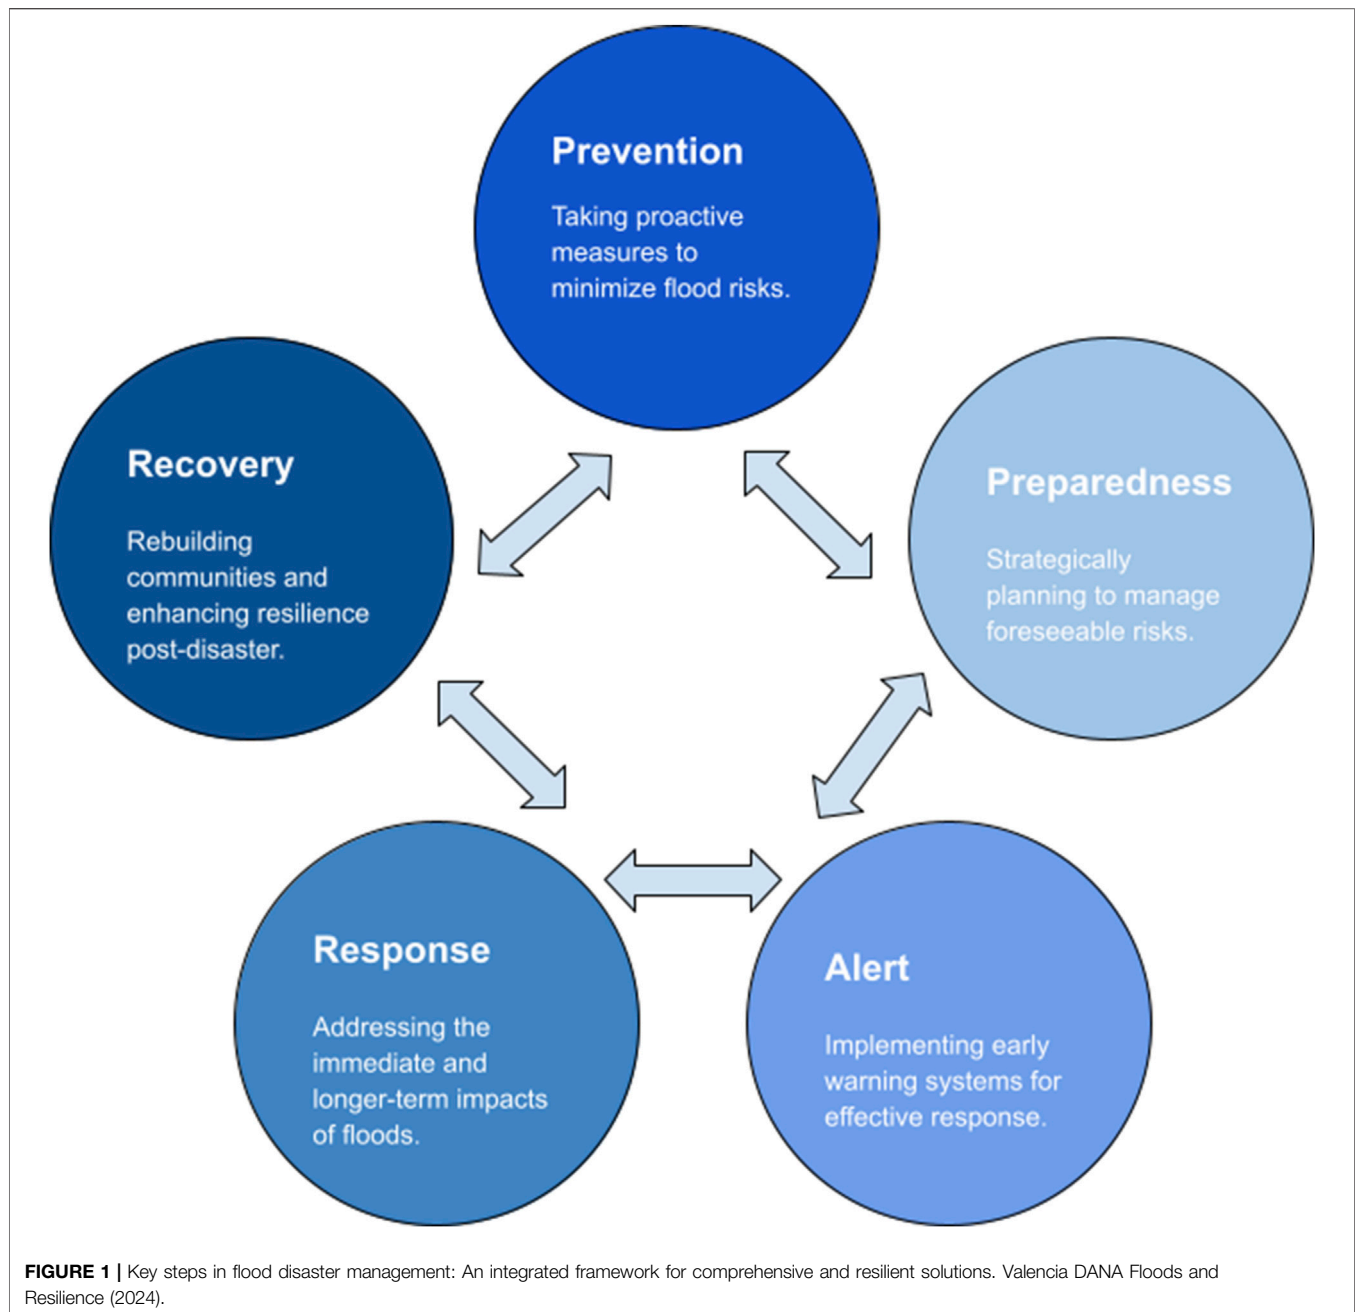 Prevention
Taking proactive
measures to
minimize flood risks.
Recovery
Rebuilding
communities and
enhancing resilience
post-disaster.
Preparedness
Strategically
planning to manage
foreseeable risks.
Response
Addressing the
immediate and
longer-term impacts
of floods.
Alert
Implementing early
warning systems for
effective response.
FIGURE 1 | Key steps in flood disaster management: An integrated framework for comprehensive and resilient solutions. Valencia DANA Floods and
Resilience (2024).